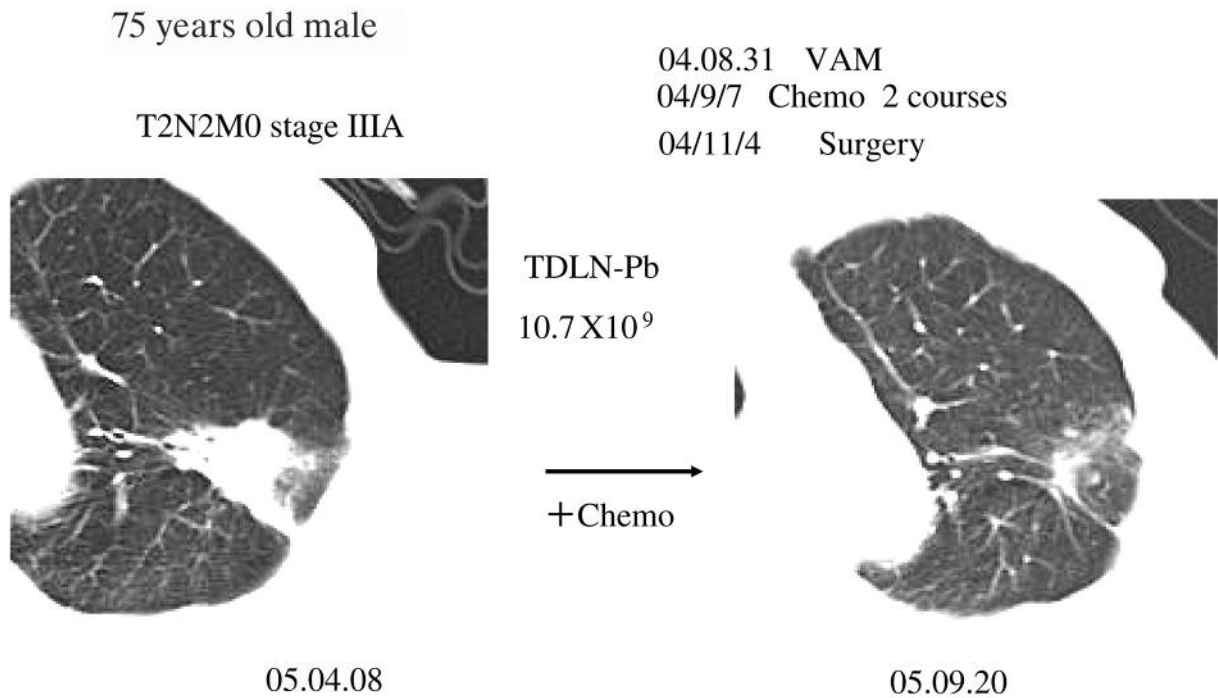 75 years old male
T2N2M0 stage IIIA
04.08.31 VAM
04/9/7 Chemo 2 courses
04/11/4 Surgery
TDLN-Pb
10.7 X10⁹
+Chemo
05.04.08
05.09.20